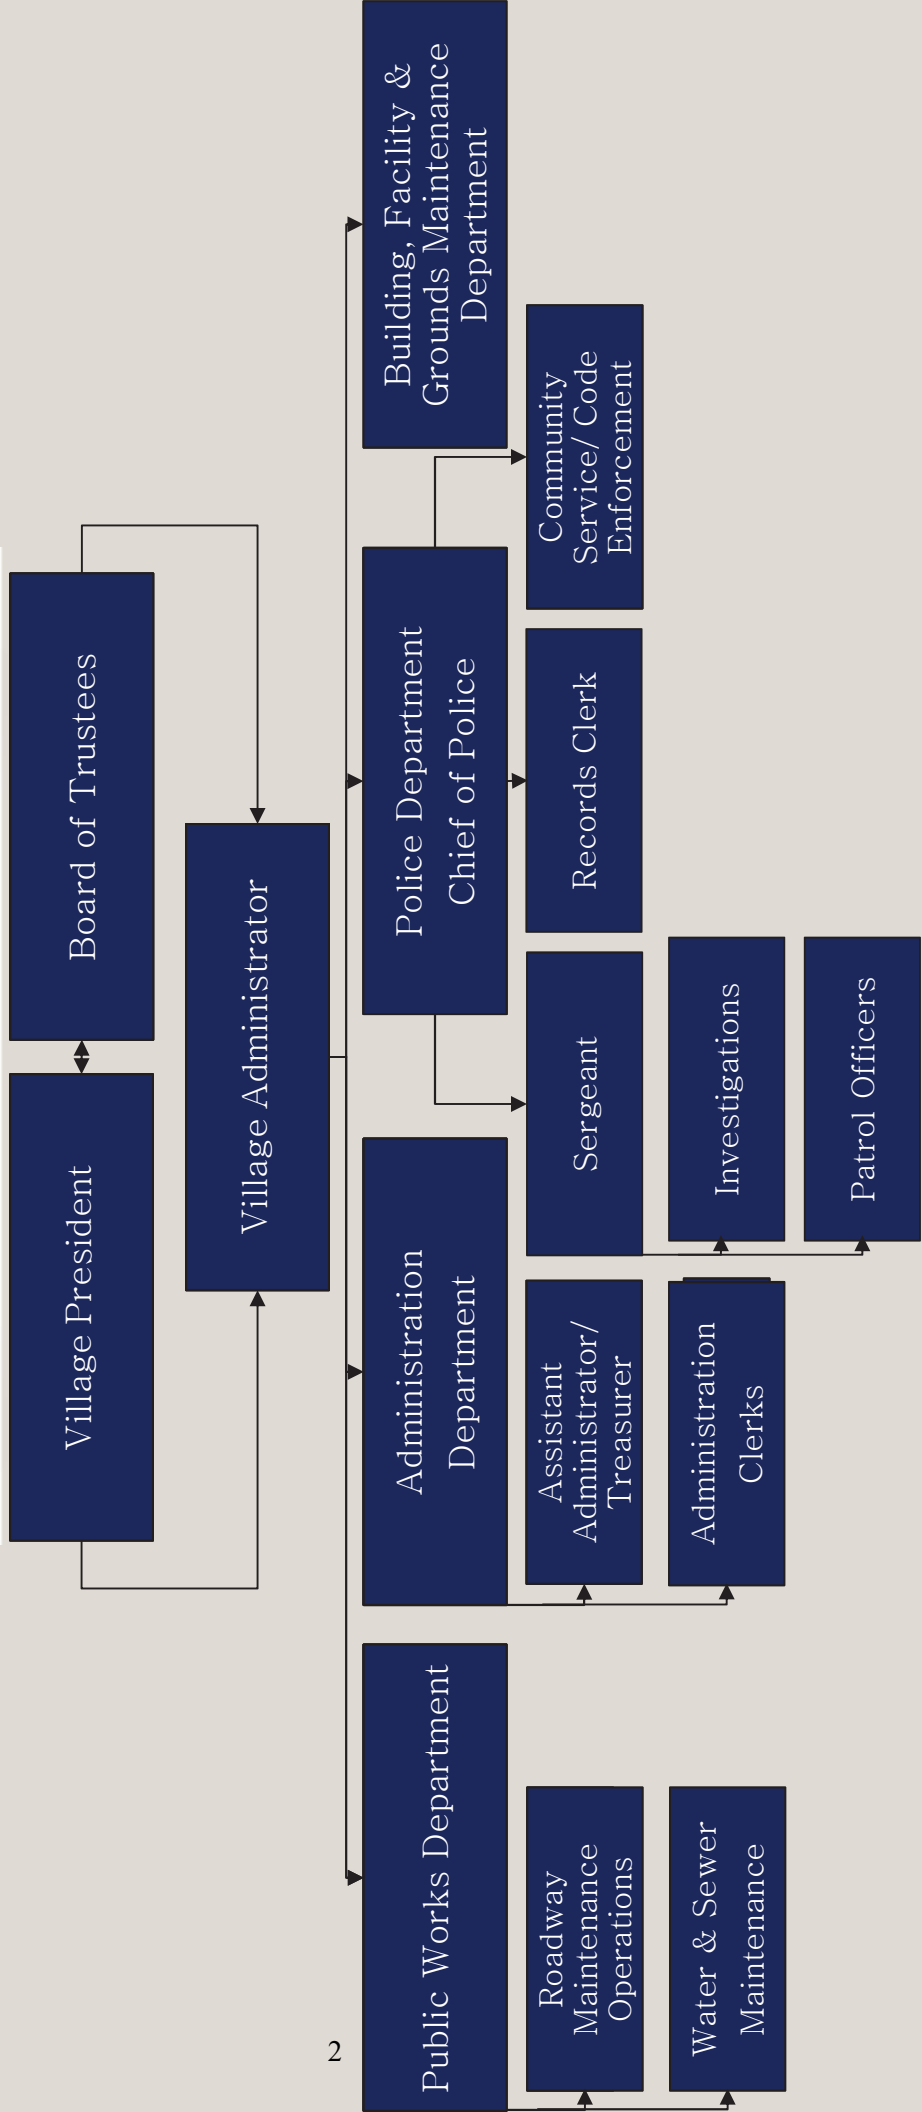 Village President
Board of Trustees
Village Administrator
Public Works Department
Administration
Department
Police Department
Chief of Police
Building, Facility &
Grounds Maintenance
Department
Roadway
Maintenance
Operations
Water & Sewer
Maintenance
Assistant
Administrator/
Treasurer
Administration
Clerks
Sergeant
Investigations
Patrol Officers
Records Clerk
Community
Service/ Code
Enforcement
2